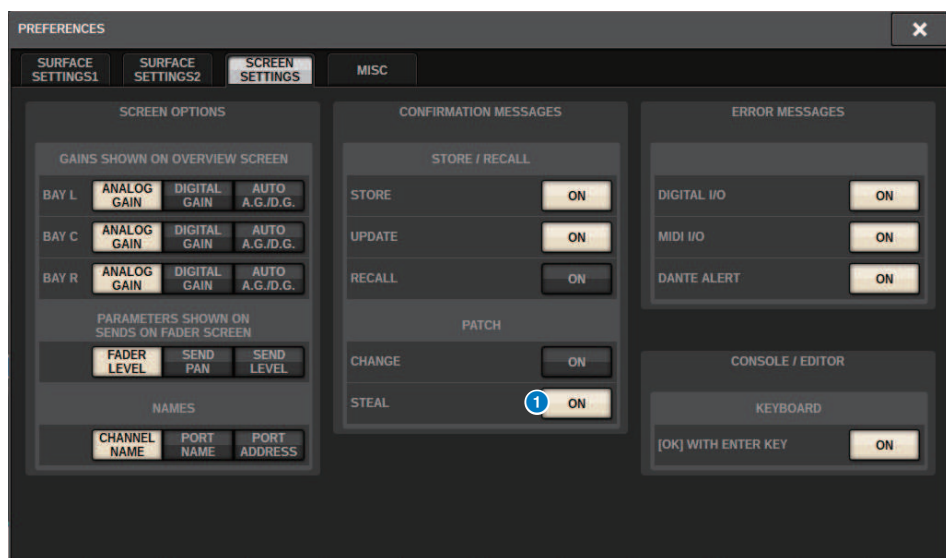 PREFERENCES
×
SURFACE SETTINGS1
SURFACE SETTINGS2
SCREEN SETTINGS
MISC
SCREEN OPTIONS
GAINS SHOWN ON OVERVIEW SCREEN
BAY L
ANALOG GAIN
DIGITAL GAIN
AUTO A.G./D.G.
BAY C
ANALOG GAIN
DIGITAL GAIN
AUTO A.G./D.G.
BAY R
ANALOG GAIN
DIGITAL GAIN
AUTO A.G./D.G.
PARAMETERS SHOWN ON
SENDS ON FADER SCREEN
FADER LEVEL
SEND PAN
SEND LEVEL
NAMES
CHANNEL NAME
PORT NAME
PORT ADDRESS
CONFIRMATION MESSAGES
STORE / RECALL
STORE ON
UPDATE ON
RECALL ON
PATCH
CHANGE ON
STEAL 1 ON
ERROR MESSAGES
DIGITAL I/O ON
MIDI I/O ON
DANTE ALERT ON
CONSOLE / EDITOR
KEYBOARD
[OK] WITH ENTER KEY ON